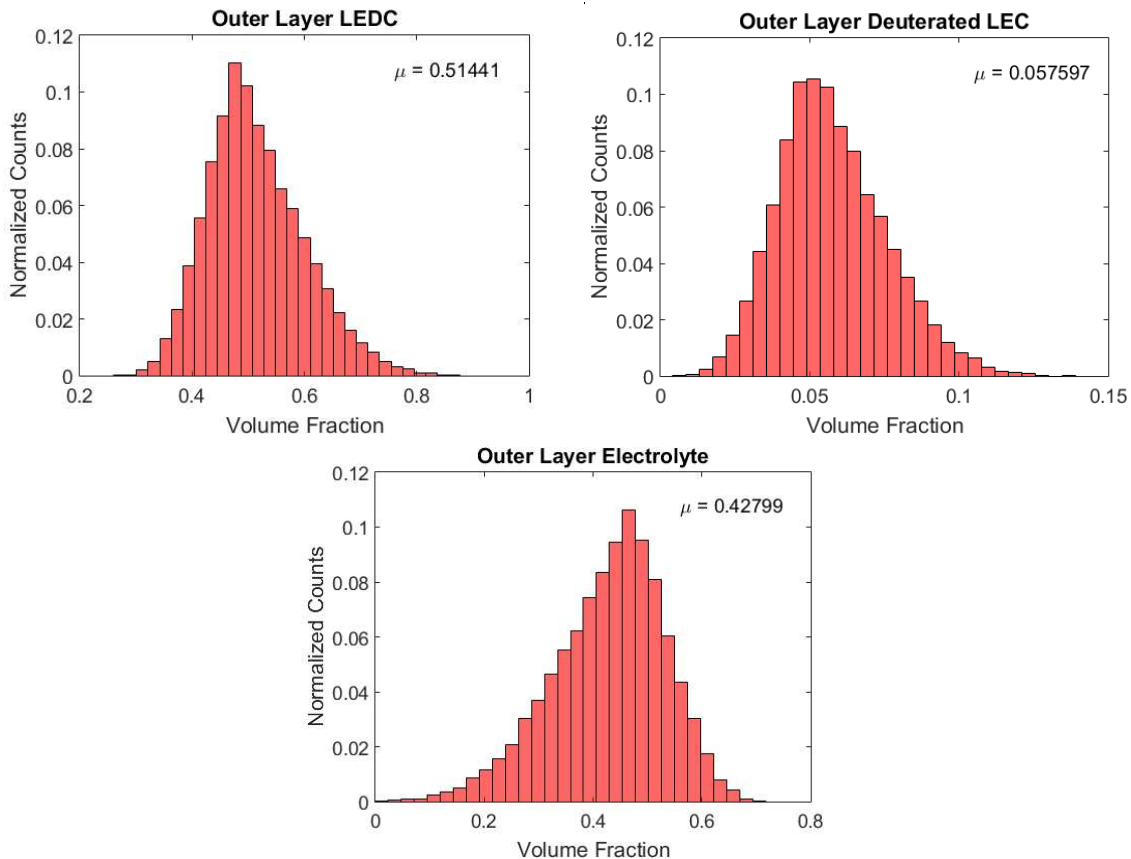 Outer Layer LEDC
0.12
0.1
0.08
0.06
0.04
0.02
0
Normalized Counts
μ = 0.51441
0.2 0.4 0.6 0.8 1
Volume Fraction
Outer Layer Deuterated LEC
0.12
0.1
0.08
0.06
0.04
0.02
0
Normalized Counts
μ = 0.057597
0 0.05 0.1 0.15
Volume Fraction
Outer Layer Electrolyte
0.12
0.1
0.08
0.06
0.04
0.02
0
Normalized Counts
μ = 0.42799
0 0.2 0.4 0.6 0.8
Volume Fraction